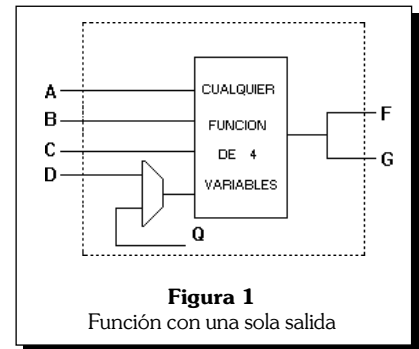 A
B
C
D
CUALQUIER
FUNCION
DE 4
VARIABLES
Q
F
G
Figura 1
Función con una sola salida